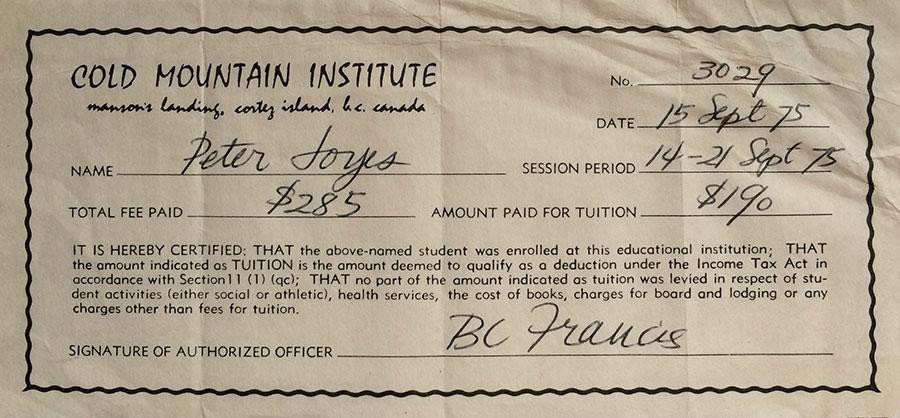 COLD MOUNTAIN INSTITUTE
manson's landing, cortez island, b.c. canada
No. 3029
DATE 15 Sept 75
NAME Peter Joyes
SESSION PERIOD 14-21 Sept 75
TOTAL FEE PAID $285
AMOUNT PAID FOR TUITION $190
IT IS HEREBY CERTIFIED: THAT the above-named student was enrolled at this educational institution; THAT
the amount indicated as TUITION is the amount deemed to qualify as a deduction under the Income Tax Act in
accordance with Section11 (1) (qc); THAT no part of the amount indicated as tuition was levied in respect of stu-
dent activities (either social or athletic), health services, the cost of books, charges for board and lodging or any
charges other than fees for tuition.
SIGNATURE OF AUTHORIZED OFFICER BC Francis